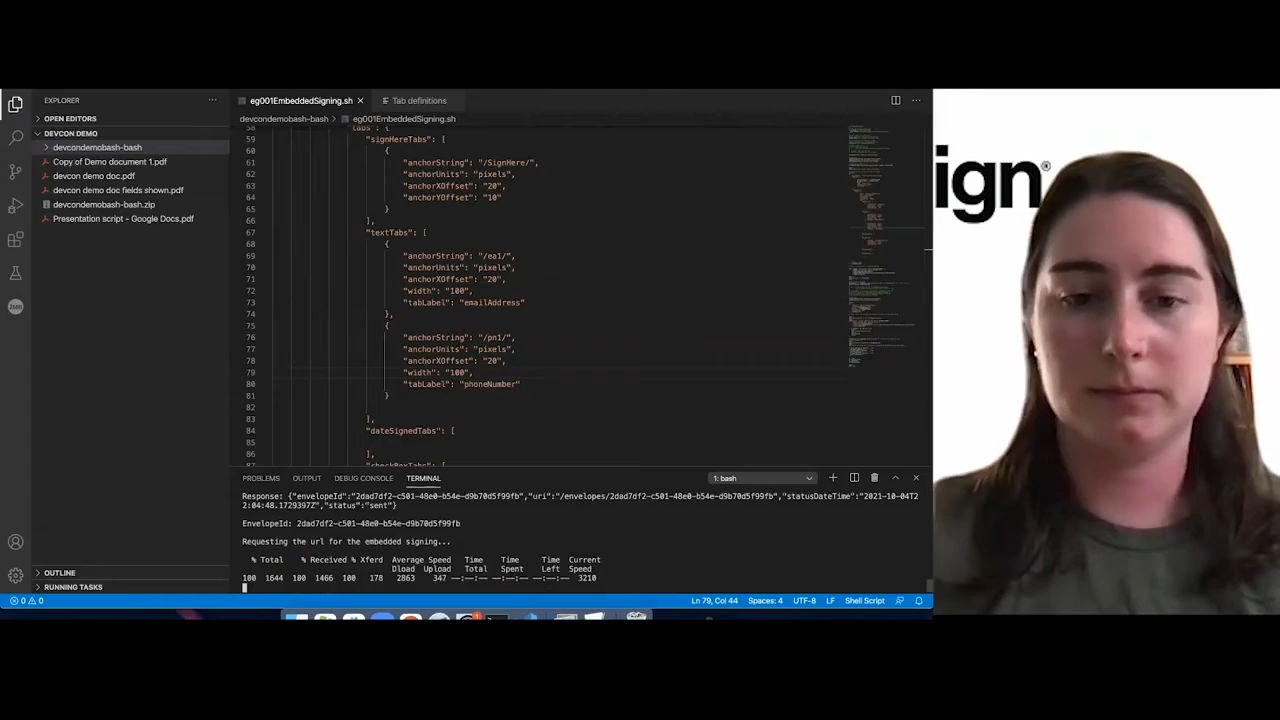 EXPLORER
OPEN EDITORS
DEVCON DEMO
devcondemobash-bash
Copy of Demo document 1.pdf
devcon demo doc.pdf
devcon demo doc fields shown.pdf
devcondemobash-bash.zip
Presentation script - Google Docs.pdf
OUTLINE
RUNNING TASKS
eg001EmbeddedSigning.sh
Tab definitions
devcondemobash-bash > eg001EmbeddedSigning.sh
58 "tabs": {
59 "signHereTabs": [
60 {
61 "anchorString": "/SignHere/",
62 "anchorUnits": "pixels",
63 "anchorXOffset": "20",
64 "anchorYOffset": "10"
65 }
66 ],
67 "textTabs": [
68 {
69 "anchorString": "/ea1/",
70 "anchorUnits": "pixels",
71 "anchorXOffset": "20",
72 "width": "100",
73 "tabLabel": "emailAddress"
74 },
75 {
76 "anchorString": "/pn1/",
77 "anchorUnits": "pixels",
78 "anchorXOffset": "20",
79 "width": "100",
80 "tabLabel": "phoneNumber"
81 }
82
83 ],
84 "dateSignedTabs": [
85
86 ],
87 "checkBoxTabs": [
PROBLEMS OUTPUT DEBUG CONSOLE TERMINAL 1: bash
Response: {"envelopeId":"2dad7df2-c501-48e0-b54e-d9b70d5f99fb","uri":"/envelopes/2dad7df2-c501-48e0-b54e-d9b70d5f99fb","statusDateTime":"2021-10-04T2
2:04:48.1729397Z","status":"sent"}
EnvelopeId: 2dad7df2-c501-48e0-b54e-d9b70d5f99fb
Requesting the url for the embedded signing...
% Total % Received % Xferd Average Speed Time Time Time Current
Dload Upload Total Spent Left Speed
100 1644 100 1466 100 178 2863 347 --:--:-- --:--:-- --:--:-- 3210
0 0 Ln 79, Col 44 Spaces: 4 UTF-8 LF Shell Script
ign